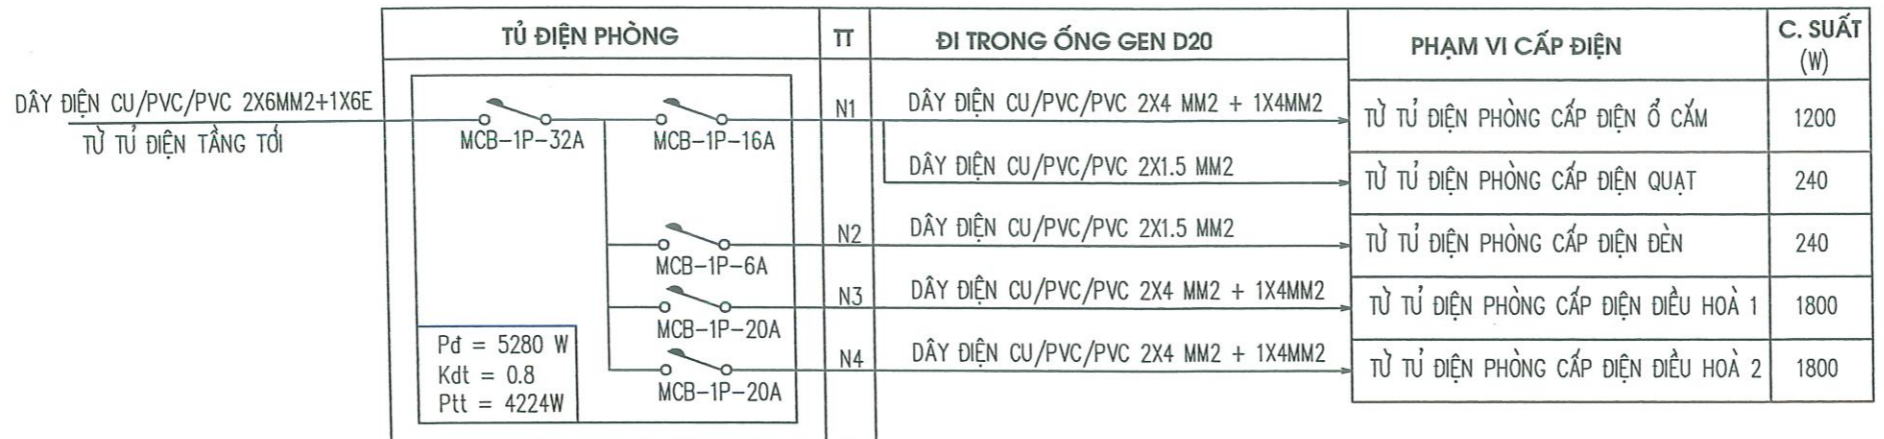 TỦ ĐIỆN PHÒNG
TT
ĐI TRONG ỐNG GEN D20
PHẠM VI CẤP ĐIỆN
C. SUẤT
(W)
DÂY ĐIỆN CU/PVC/PVC 2X6MM2+1X6E
TỪ TỦ ĐIỆN TẦNG TỚI
MCB-1P-32A
MCB-1P-16A
N1
DÂY ĐIỆN CU/PVC/PVC 2X4 MM2 + 1X4MM2
TỪ TỦ ĐIỆN PHÒNG CẤP ĐIỆN Ổ CẮM
1200
DÂY ĐIỆN CU/PVC/PVC 2X1.5 MM2
TỪ TỦ ĐIỆN PHÒNG CẤP ĐIỆN QUẠT
240
MCB-1P-6A
N2
DÂY ĐIỆN CU/PVC/PVC 2X1.5 MM2
TỪ TỦ ĐIỆN PHÒNG CẤP ĐIỆN ĐÈN
240
MCB-1P-20A
N3
DÂY ĐIỆN CU/PVC/PVC 2X4 MM2 + 1X4MM2
TỪ TỦ ĐIỆN PHÒNG CẤP ĐIỆN ĐIỀU HOÀ 1
1800
MCB-1P-20A
N4
DÂY ĐIỆN CU/PVC/PVC 2X4 MM2 + 1X4MM2
TỪ TỦ ĐIỆN PHÒNG CẤP ĐIỆN ĐIỀU HOÀ 2
1800
Pđ = 5280 W
Kdt = 0.8
Ptt = 4224W